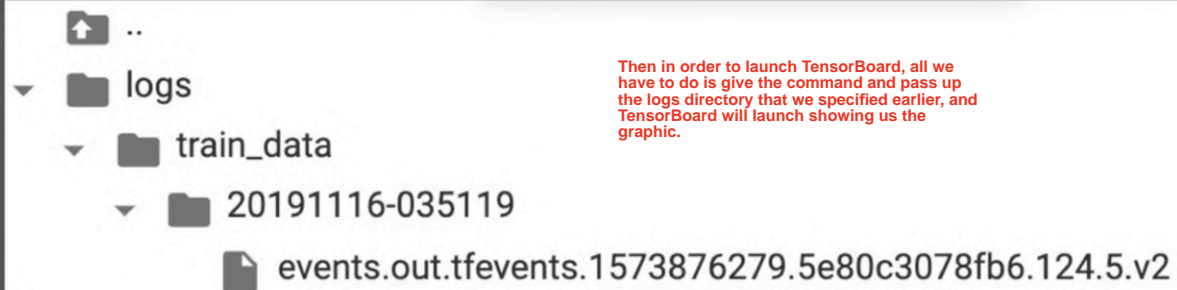 ..
logs
Then in order to launch TensorBoard, all we
have to do is give the command and pass up
the logs directory that we specified earlier, and
TensorBoard will launch showing us the
graphic.
train_data
20191116-035119
events.out.tfevents.1573876279.5e80c3078fb6.124.5.v2